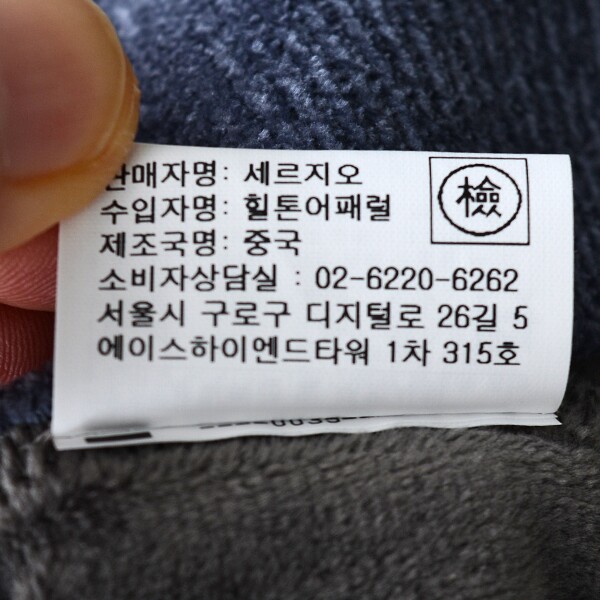 판매자명: 세르지오
수입자명: 힐톤어패럴
제조국명: 중국
소비자상담실 : 02-6220-6262
서울시 구로구 디지털로 26길 5
에이스하이엔드타워 1차 315호
檢